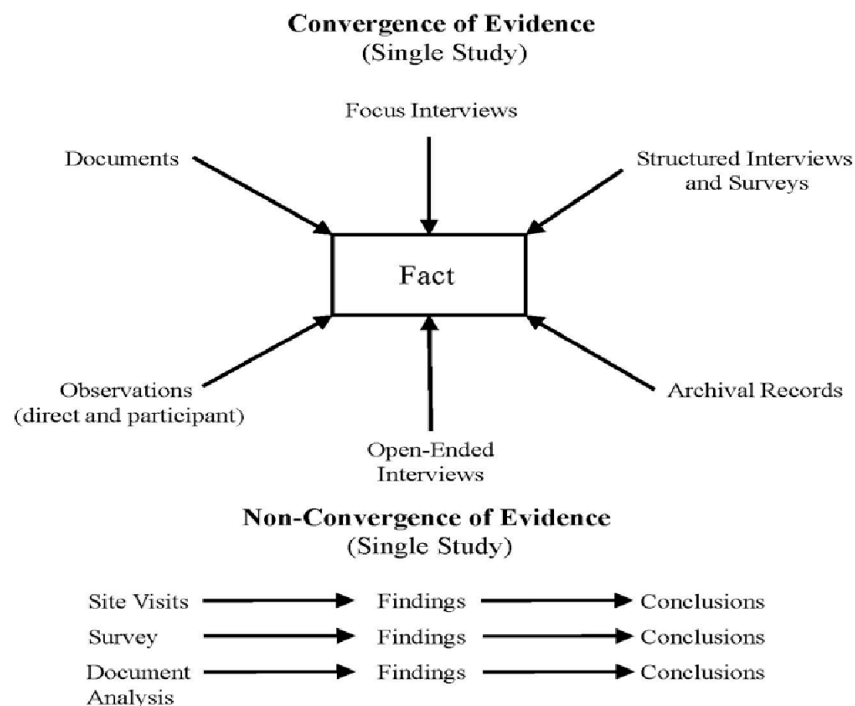 Convergence of Evidence
(Single Study)
Focus Interviews
Documents
Structured Interviews
and Surveys
Fact
Observations
(direct and participant)
Archival Records
Open-Ended
Interviews
Non-Convergence of Evidence
(Single Study)
Site Visits Findings Conclusions
Survey Findings Conclusions
Document Findings Conclusions
Analysis